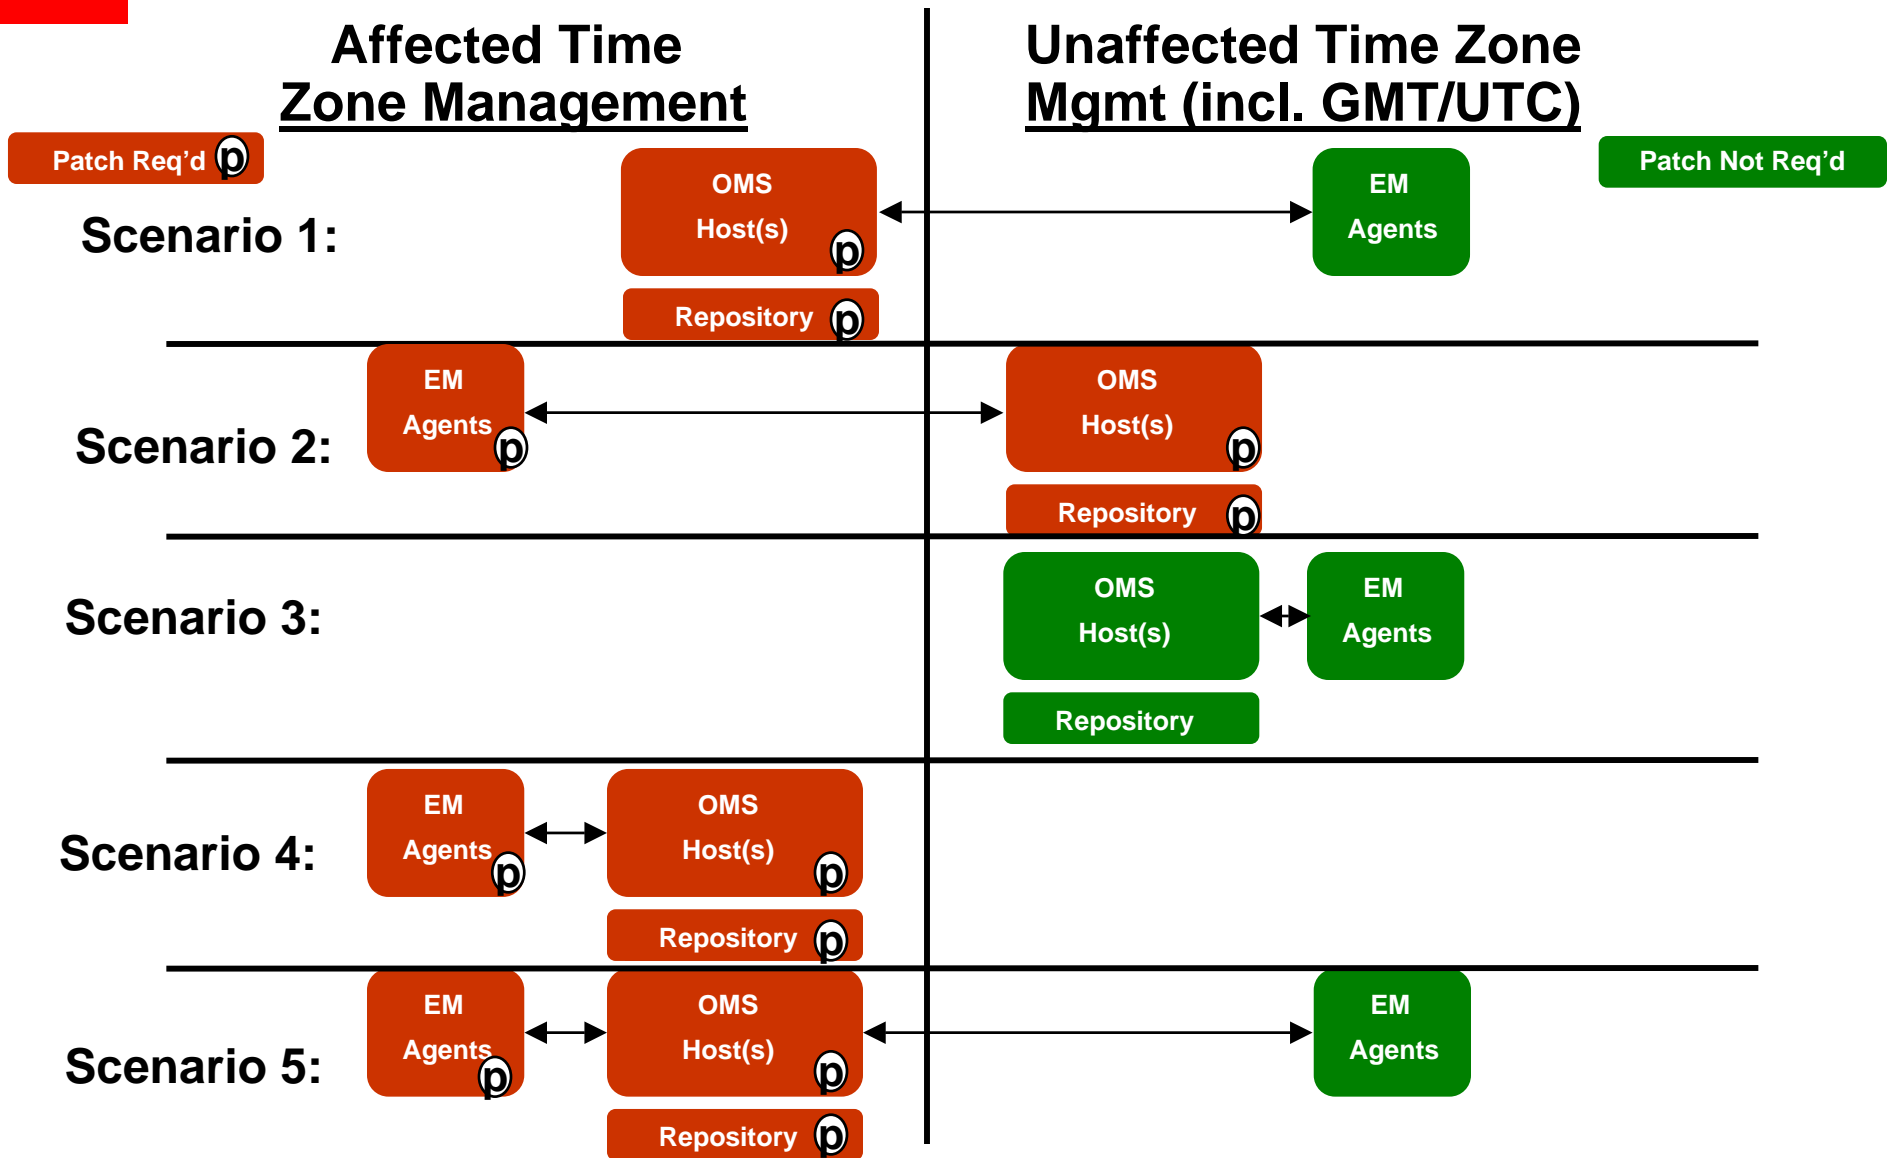 Affected Time
Zone Management
Unaffected Time Zone
Mgmt (incl. GMT/UTC)
Patch Req’d p
Patch Not Req’d
Scenario 1:
OMS
Host(s)
p
Repository p
EM
Agents
Scenario 2:
EM
Agents
p
OMS
Host(s)
p
Repository p
Scenario 3:
OMS
Host(s)
Repository
EM
Agents
Scenario 4:
EM
Agents
p
OMS
Host(s)
p
Repository p
Scenario 5:
EM
Agents
p
OMS
Host(s)
p
Repository p
EM
Agents